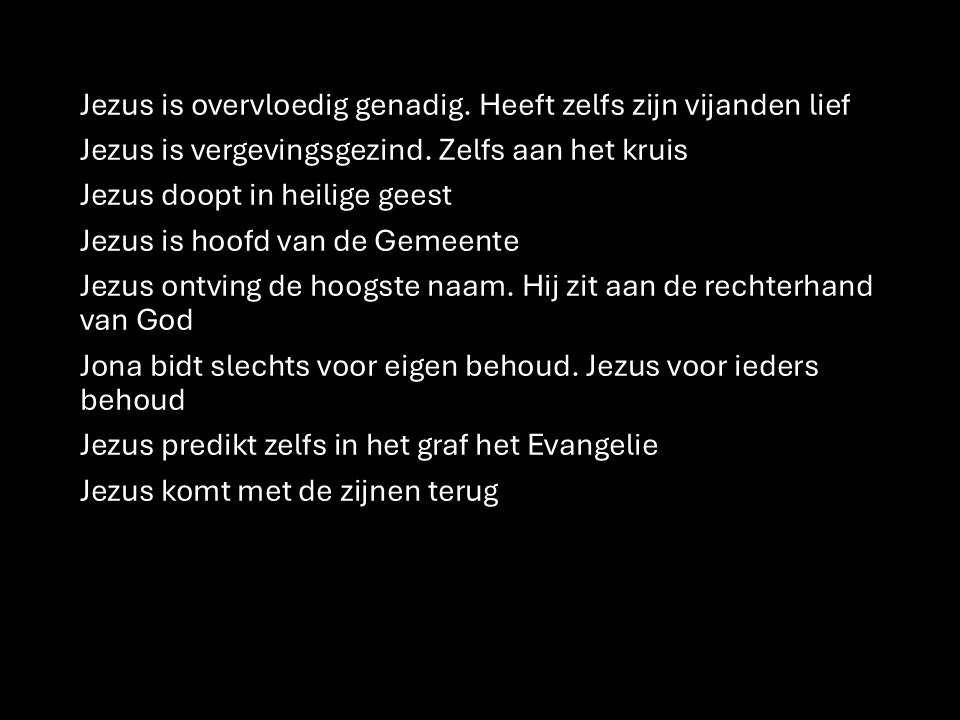 Jezus is overvloedig genadig. Heeft zelfs zijn vijanden lief
Jezus is vergevingsgezind. Zelfs aan het kruis
Jezus doopt in heilige geest
Jezus is hoofd van de Gemeente
Jezus ontving de hoogste naam. Hij zit aan de rechterhand
van God
Jona bidt slechts voor eigen behoud. Jezus voor ieders
behoud
Jezus predikt zelfs in het graf het Evangelie
Jezus komt met de zijnen terug